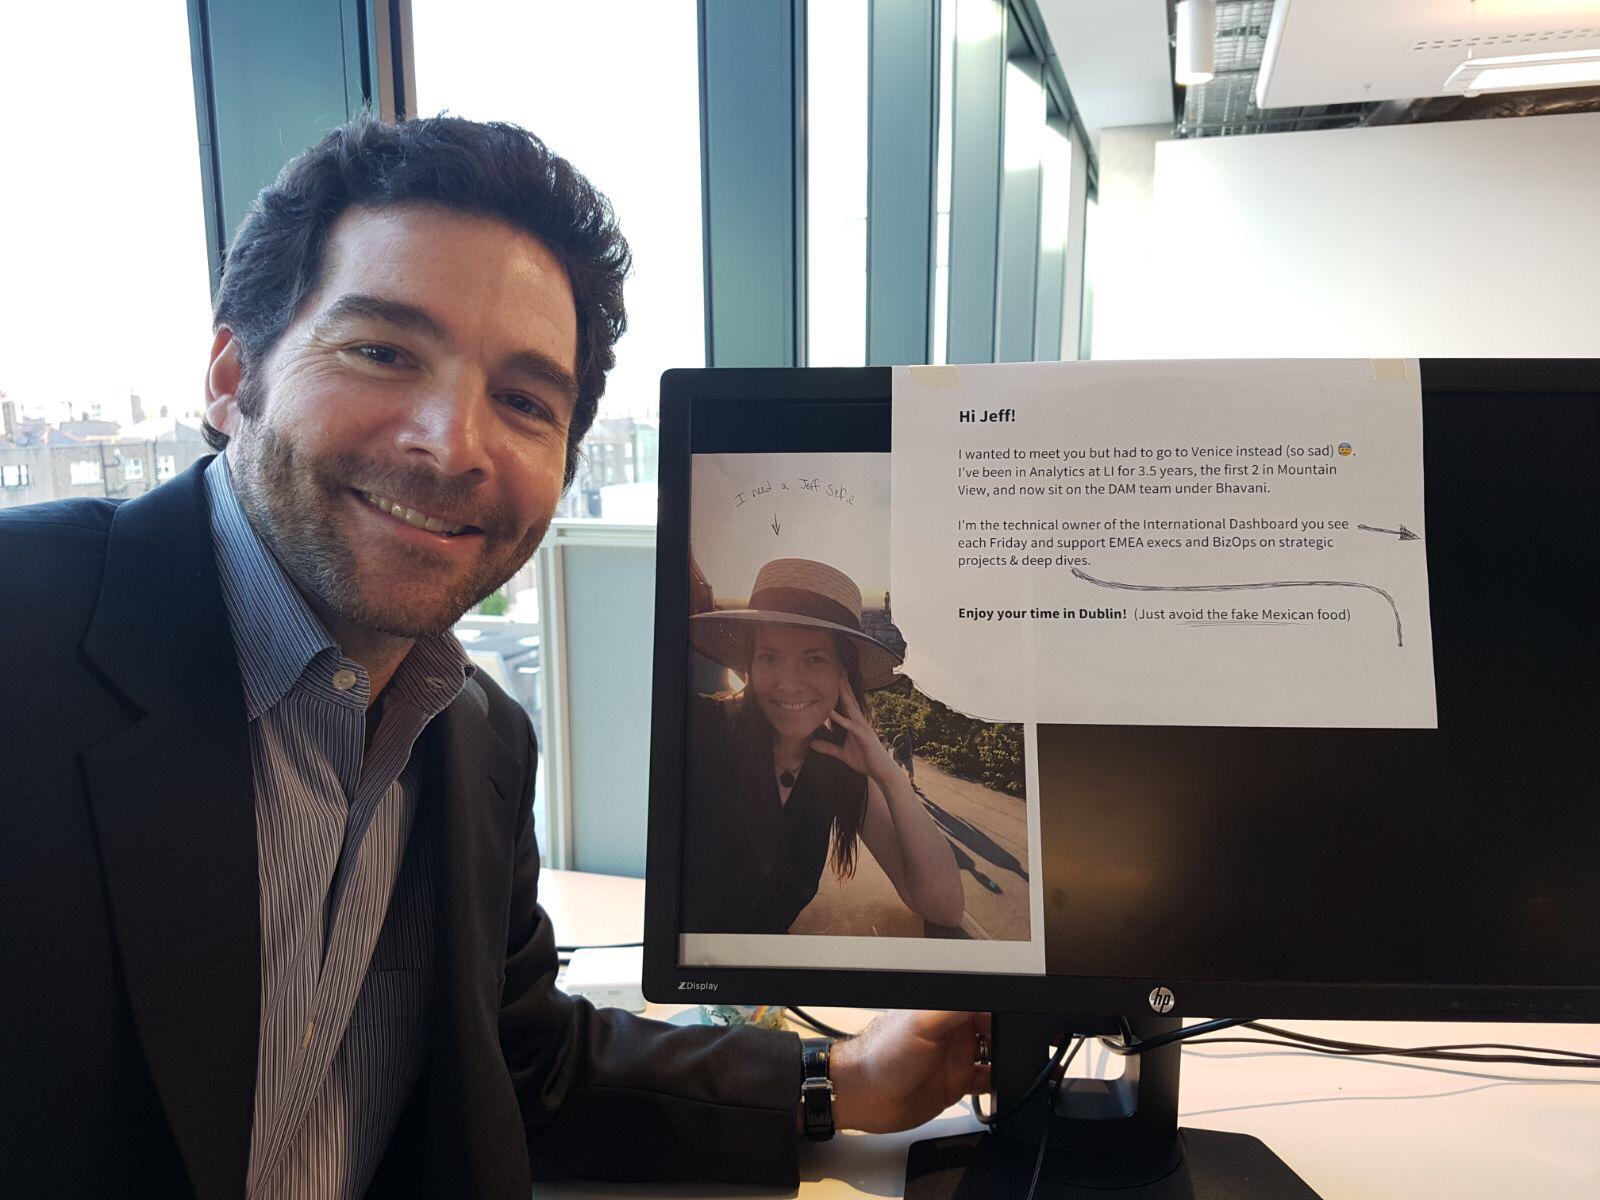 I need a Jeff Selfie
Hi Jeff!
I wanted to meet you but had to go to Venice instead (so sad) 😰.
I've been in Analytics at LI for 3.5 years, the first 2 in Mountain
View, and now sit on the DAM team under Bhavani.
I'm the technical owner of the International Dashboard you see
each Friday and support EMEA execs and BizOps on strategic
projects & deep dives.
Enjoy your time in Dublin! (Just avoid the fake Mexican food)
ZDisplay
hp